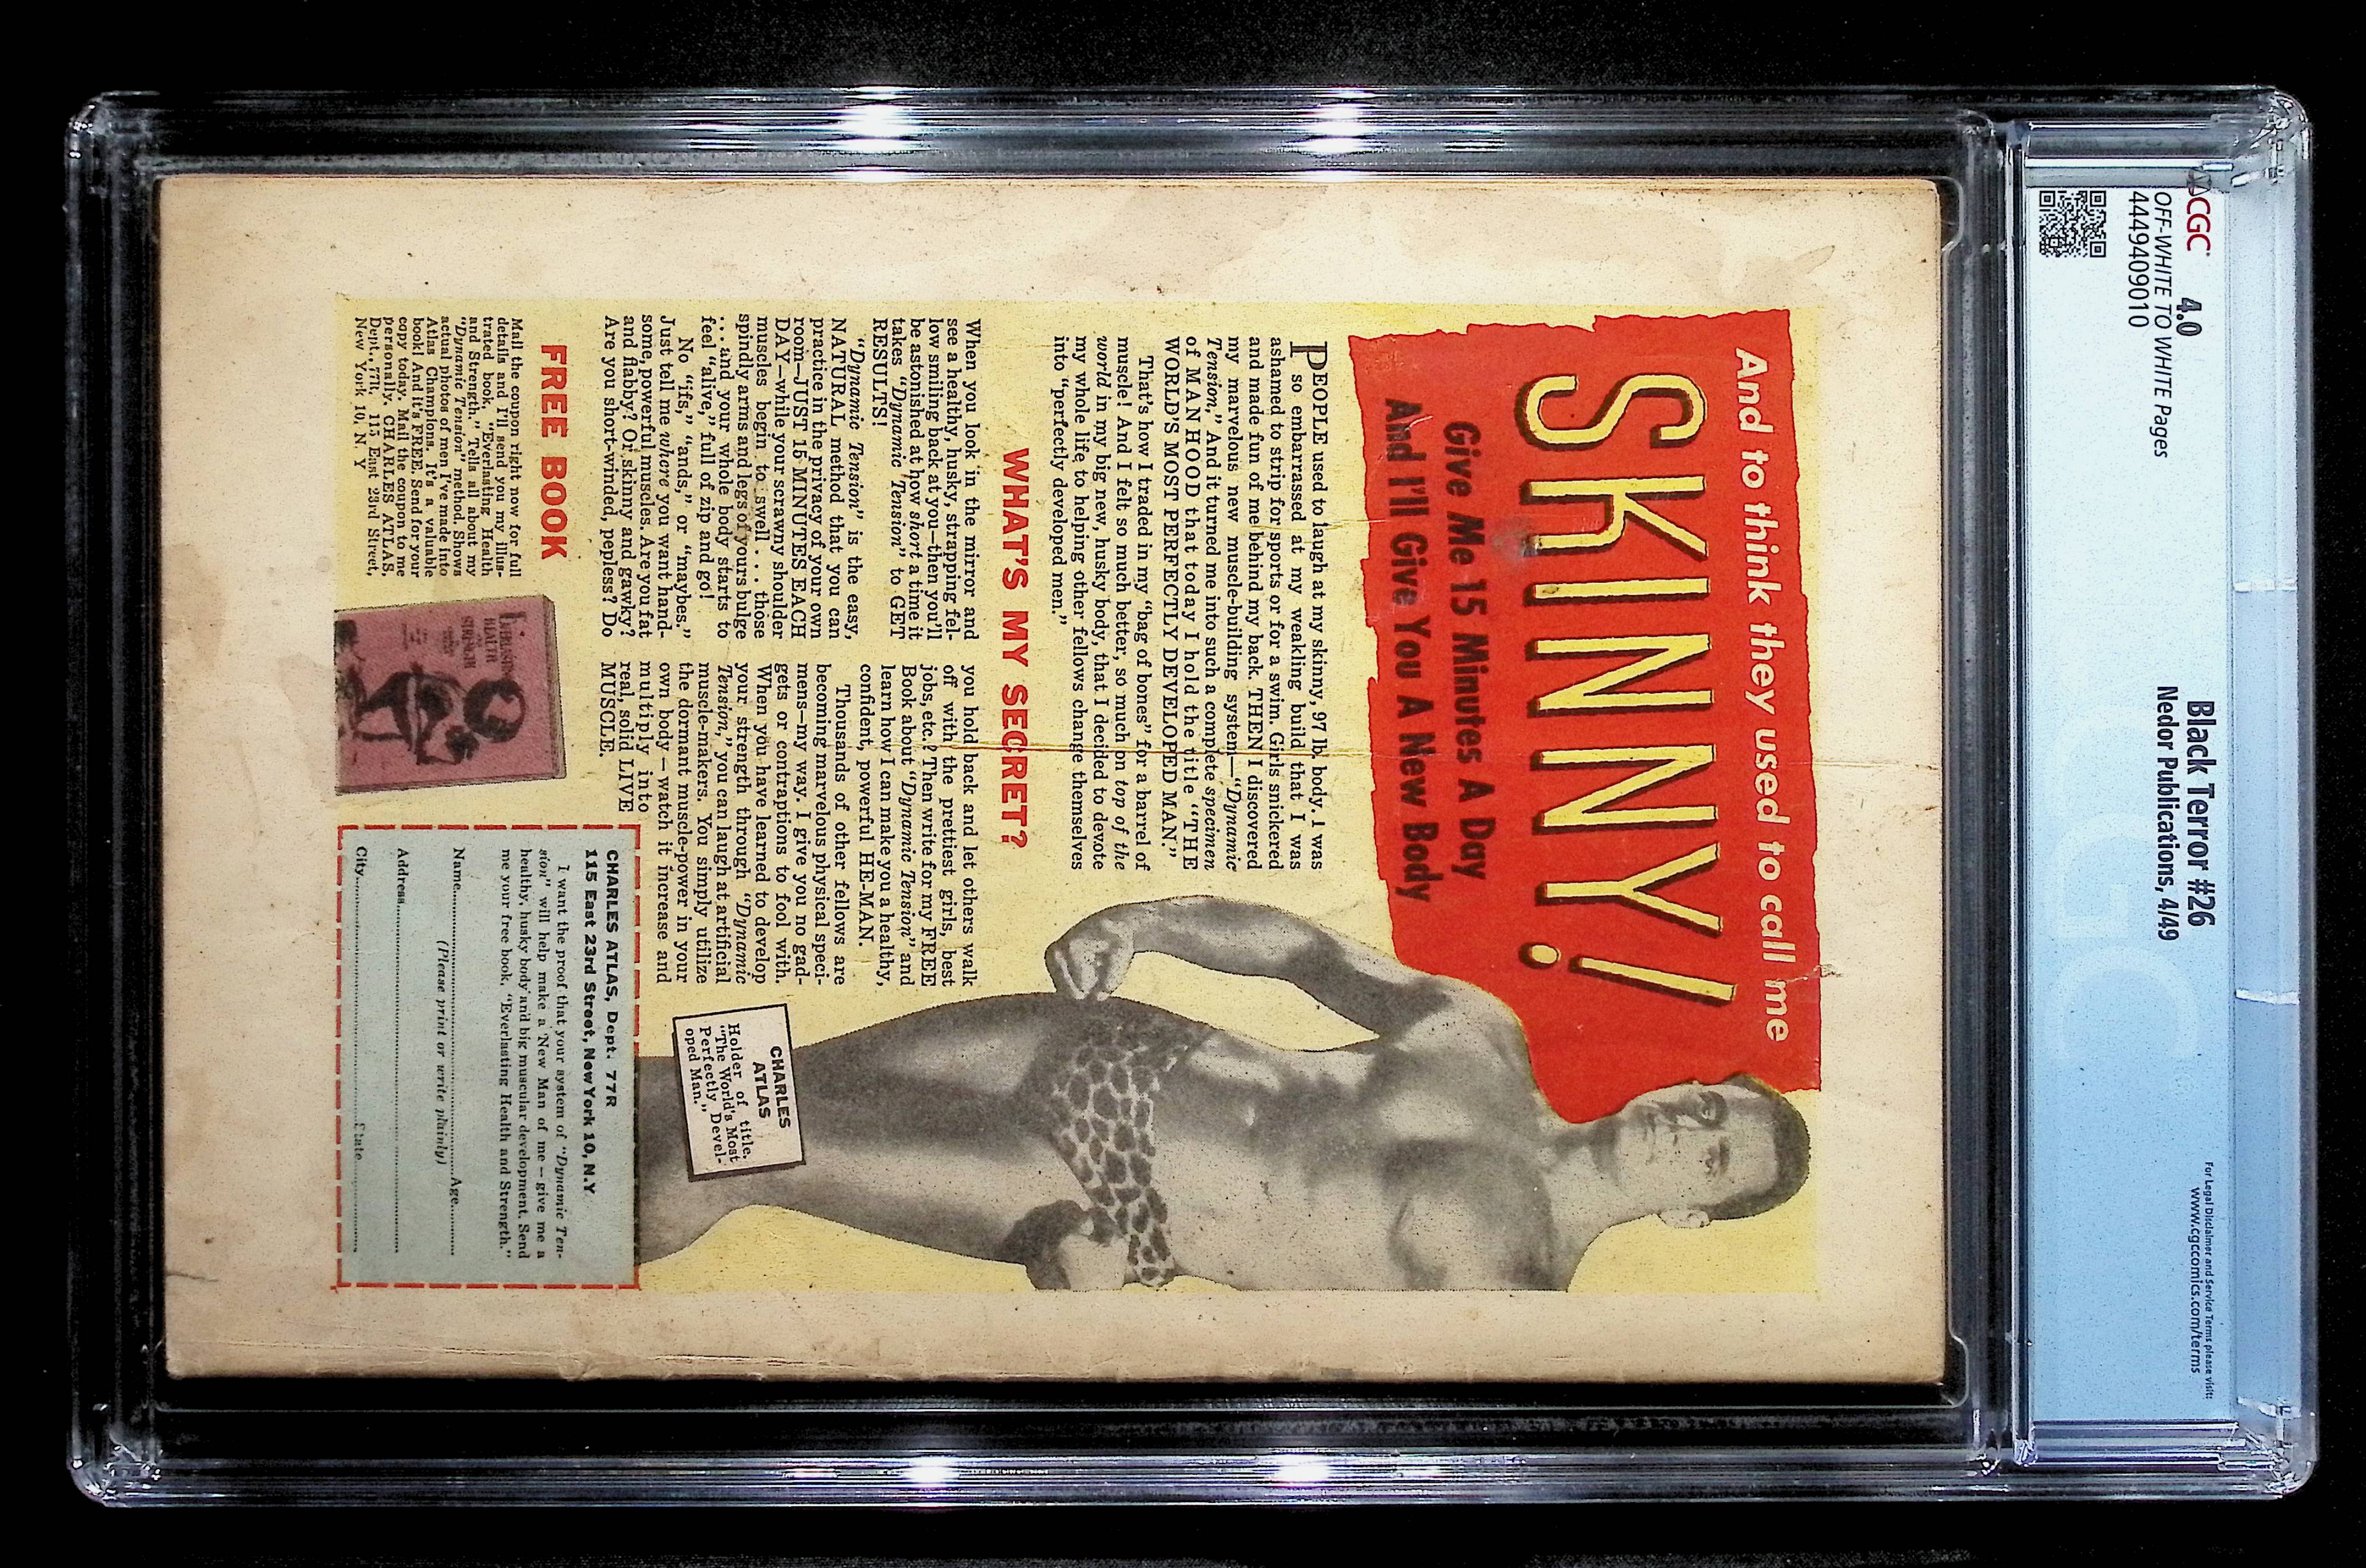 CGC
4.0
OFF-WHITE TO WHITE Pages
4449409010
Black Terror #26
Nedor Publications, 4/49
For Legal Disclaimer and Service Terms please visit:
www.cgccomics.com/terms
And to think they used to call me
SKINNY!
Give Me 15 Minutes A Day
And I'll Give You A New Body
PEOPLE used to laugh at my skinny, 97 lb. body. I was
so embarrassed at my weakling build that I was
ashamed to strip for sports or for a swim. Girls snickered
and made fun of me behind my back. THEN I discovered
my marvelous new muscle-building system—"Dynamic
Tension," And it turned me into such a complete specimen
of MANHOOD that today I hold the title "THE
WORLD'S MOST PERFECTLY DEVELOPED MAN."
That's how I traded in my "bag of bones" for a barrel of
muscle! And I felt so much better, so much on top of the
world in my big new, husky body, that I decided to devote
my whole life to helping other fellows change themselves
into "perfectly developed men."
WHAT'S MY SECRET?
When you look in the mirror and
see a healthy, husky, strapping fel-
low smiling back at you—then you'll
be astonished at how short a time it
takes "Dynamic Tension" to GET
RESULTS!
"Dynamic Tension" is the easy,
NATURAL method that you can
practice in the privacy of your own
room—JUST 15 MINUTES EACH
DAY—while your scrawny shoulder
muscles begin to swell . . . those
spindly arms and legs of yours bulge
. . . and your whole body starts to
feel "alive," full of zip and go!
No "ifs," "ands," or "maybes."
Just tell me where you want hand-
some, powerful muscles. Are you fat
and flabby? Or skinny and gawky?
Are you short-winded, pepless? Do
you hold back and let others walk
off with the prettiest girls, best
jobs, etc.? Then write for my FREE
Book about "Dynamic Tension" and
learn how I can make you a healthy,
confident, powerful HE-MAN.
Thousands of other fellows are
becoming marvelous physical speci-
mens—my way. I give you no gad-
gets or contraptions to fool with.
When you have learned to develop
your strength through "Dynamic
Tension," you can laugh at artificial
muscle-makers. You simply utilize
the dormant muscle-power in your
own body – watch it increase and
multiply into
real, solid LIVE
MUSCLE.
FREE BOOK
Mail the coupon right now for full
details and I'll send you my illus-
trated book, "Everlasting Health
and Strength." Tells all about my
"Dynamic Tension" method. Shows
actual photos of men I've made into
Atlas Champions. It's a valuable
book! And it's FREE. Send for your
copy today. Mail the coupon to me
personally. CHARLES ATLAS,
Dept. 77R, 115 East 23rd Street,
New York 10, N. Y
EVERLASTING
HEALTH
STRENGTH
CHARLES
ATLAS
Holder of title.
"The World's Most
Perfectly Devel-
oped Man."
CHARLES ATLAS, Dept. 77R
115 East 23rd Street, New York 10, N.Y.
I want the proof that your system of "Dynamic Ten-
sion" will help make a New Man of me – give me a
healthy, husky body and big muscular development. Send
me your free book, "Everlasting Health and Strength."
Name..............................Age..........
(Please print or write plainly)
Address..............................
City..............................State..........